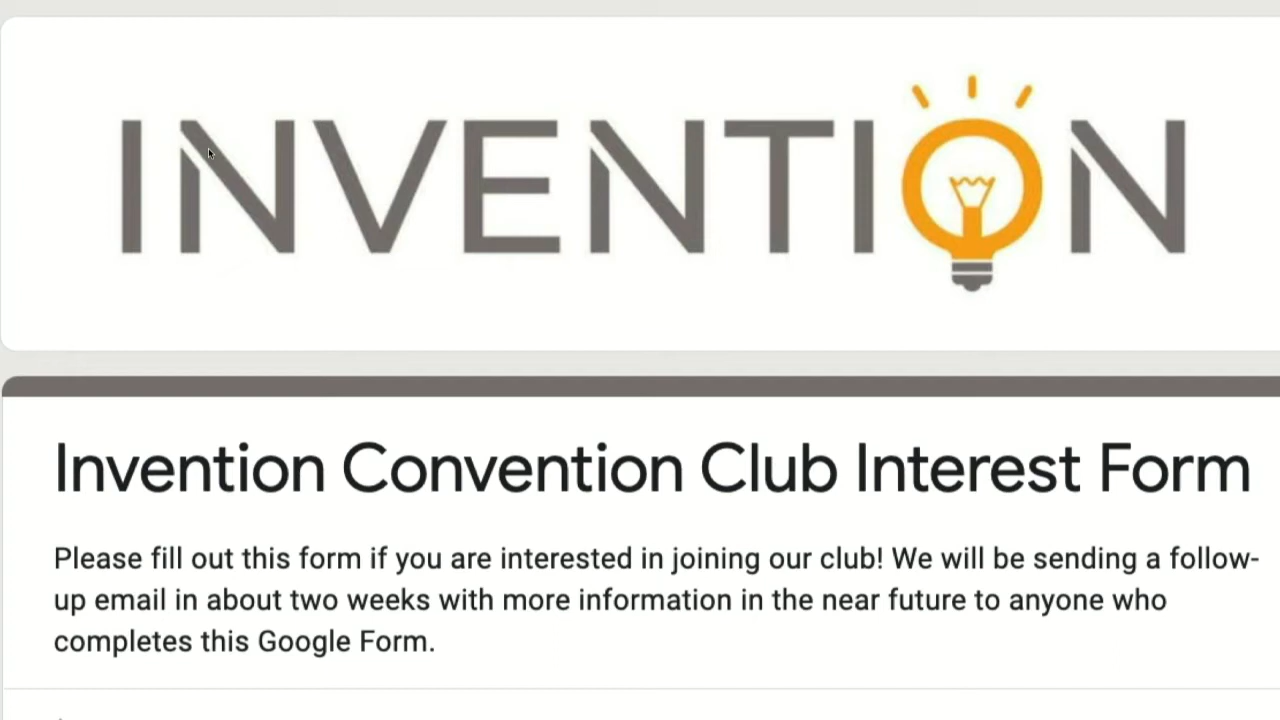 INVENTION
Invention Convention Club Interest Form
Please fill out this form if you are interested in joining our club! We will be sending a follow-
up email in about two weeks with more information in the near future to anyone who
completes this Google Form.